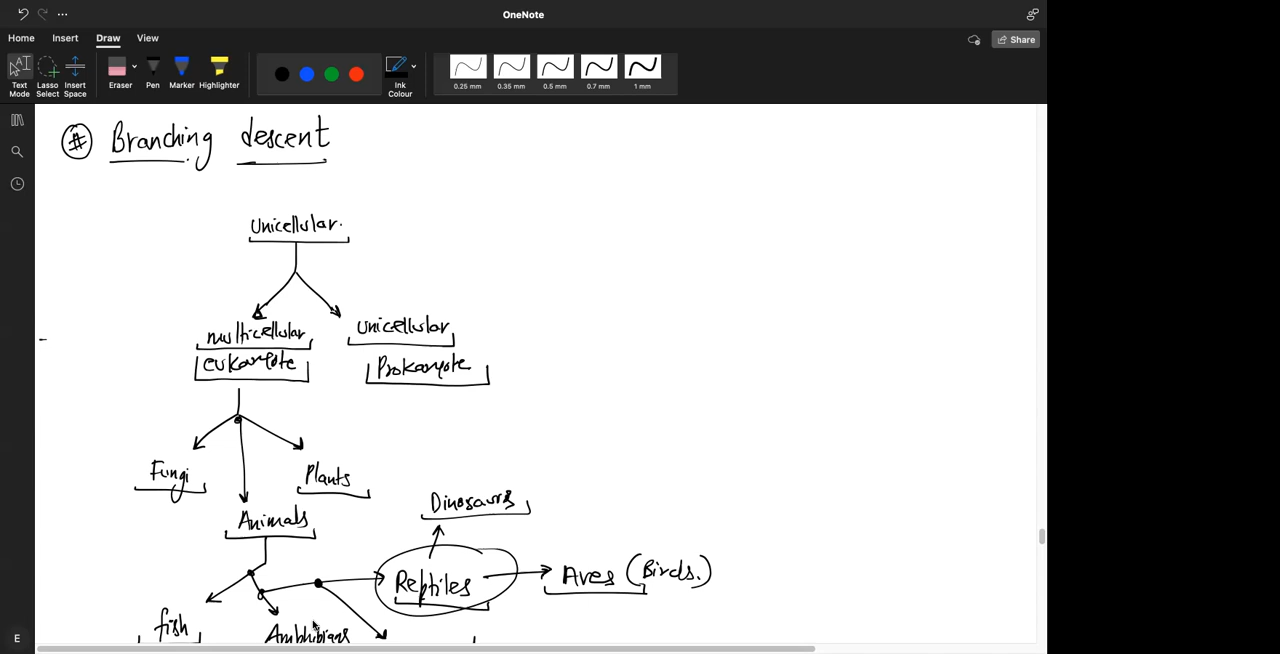 OneNote
Home Insert Draw View
Share
Text Mode
Lasso Select
Insert Space
Eraser
Pen
Marker
Highlighter
Ink Colour
0.25 mm
0.35 mm
0.5 mm
0.7 mm
1 mm
# Branching descent
Unicellular.
multicellular
eukaryote
Unicellular
Prokaryote
Fungi
Plants
Animals
Dinosaurs
Reptiles
Aves (Birds.)
fish
Amphibians
E